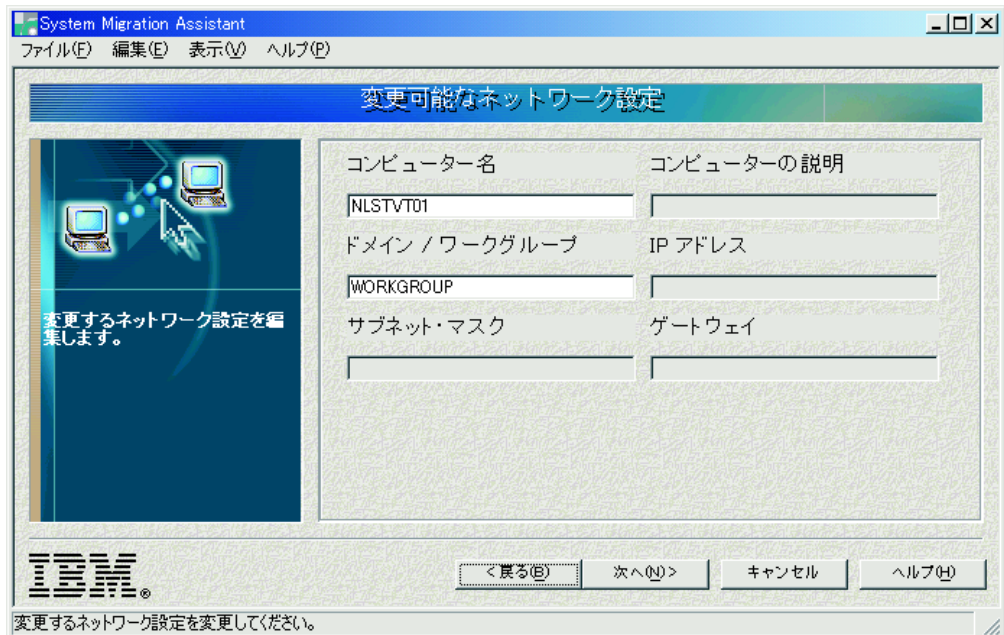 System Migration Assistant
ファイル(F) 編集(E) 表示(V) ヘルプ(P)
変更可能なネットワーク設定
コンピューター名
コンピューターの説明
NLSTVT01
ドメイン / ワークグループ
IP アドレス
WORKGROUP
サブネット・マスク
ゲートウェイ
変更するネットワーク設定を編
集します。
IBM®
<戻る(B)
次へ(N)>
キャンセル
ヘルプ(H)
変更するネットワーク設定を変更してください。